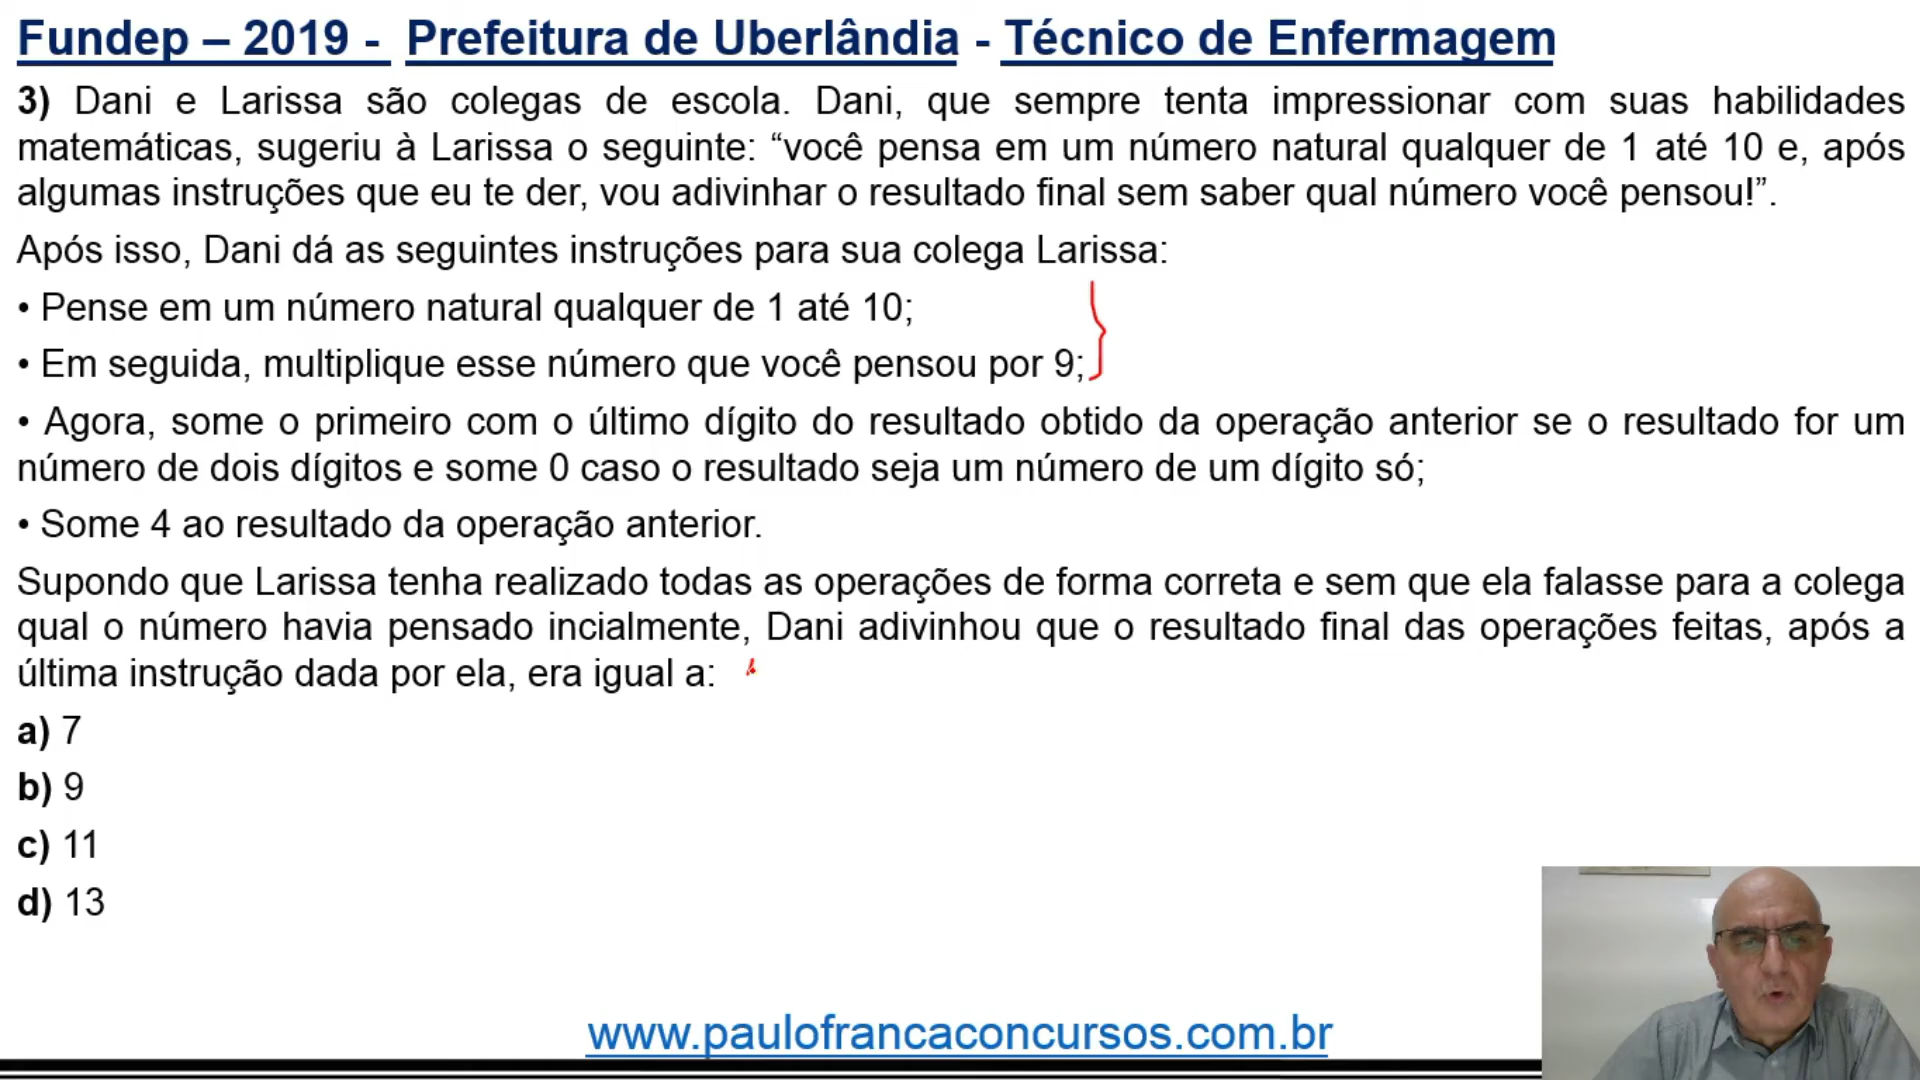 Fundep – 2019 - Prefeitura de Uberlândia - Técnico de Enfermagem
3) Dani e Larissa são colegas de escola. Dani, que sempre tenta impressionar com suas habilidades
matemáticas, sugeriu à Larissa o seguinte: “você pensa em um número natural qualquer de 1 até 10 e, após
algumas instruções que eu te der, vou adivinhar o resultado final sem saber qual número você pensou!”.
Após isso, Dani dá as seguintes instruções para sua colega Larissa:
• Pense em um número natural qualquer de 1 até 10;
• Em seguida, multiplique esse número que você pensou por 9;
• Agora, some o primeiro com o último dígito do resultado obtido da operação anterior se o resultado for um
número de dois dígitos e some 0 caso o resultado seja um número de um dígito só;
• Some 4 ao resultado da operação anterior.
Supondo que Larissa tenha realizado todas as operações de forma correta e sem que ela falasse para a colega
qual o número havia pensado incialmente, Dani adivinhou que o resultado final das operações feitas, após a
última instrução dada por ela, era igual a:
a) 7
b) 9
c) 11
d) 13
www.paulofrancaconcursos.com.br